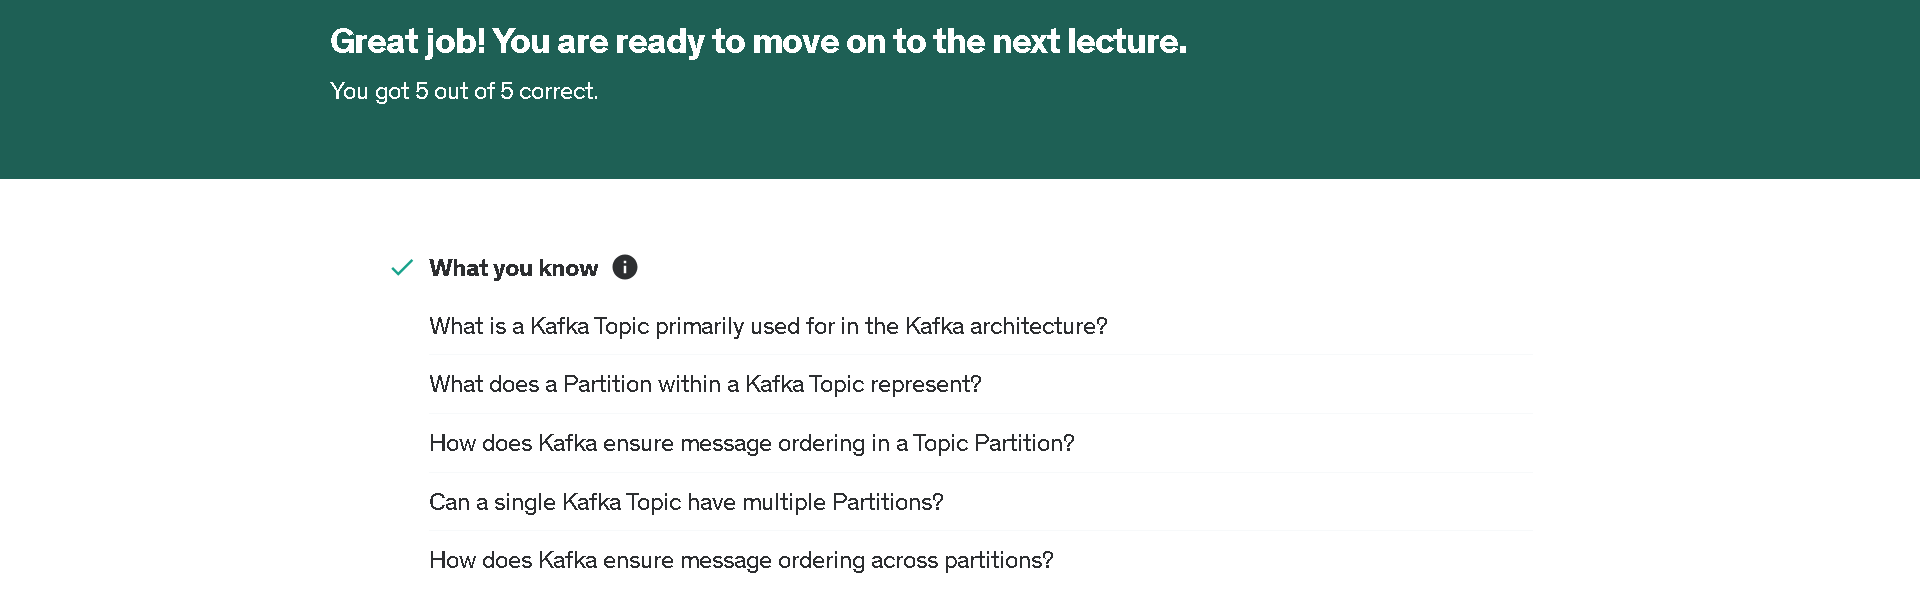 Great job! You are ready to move on to the next lecture.
You got 5 out of 5 correct.
What you know
What is a Kafka Topic primarily used for in the Kafka architecture?
What does a Partition within a Kafka Topic represent?
How does Kafka ensure message ordering in a Topic Partition?
Can a single Kafka Topic have multiple Partitions?
How does Kafka ensure message ordering across partitions?